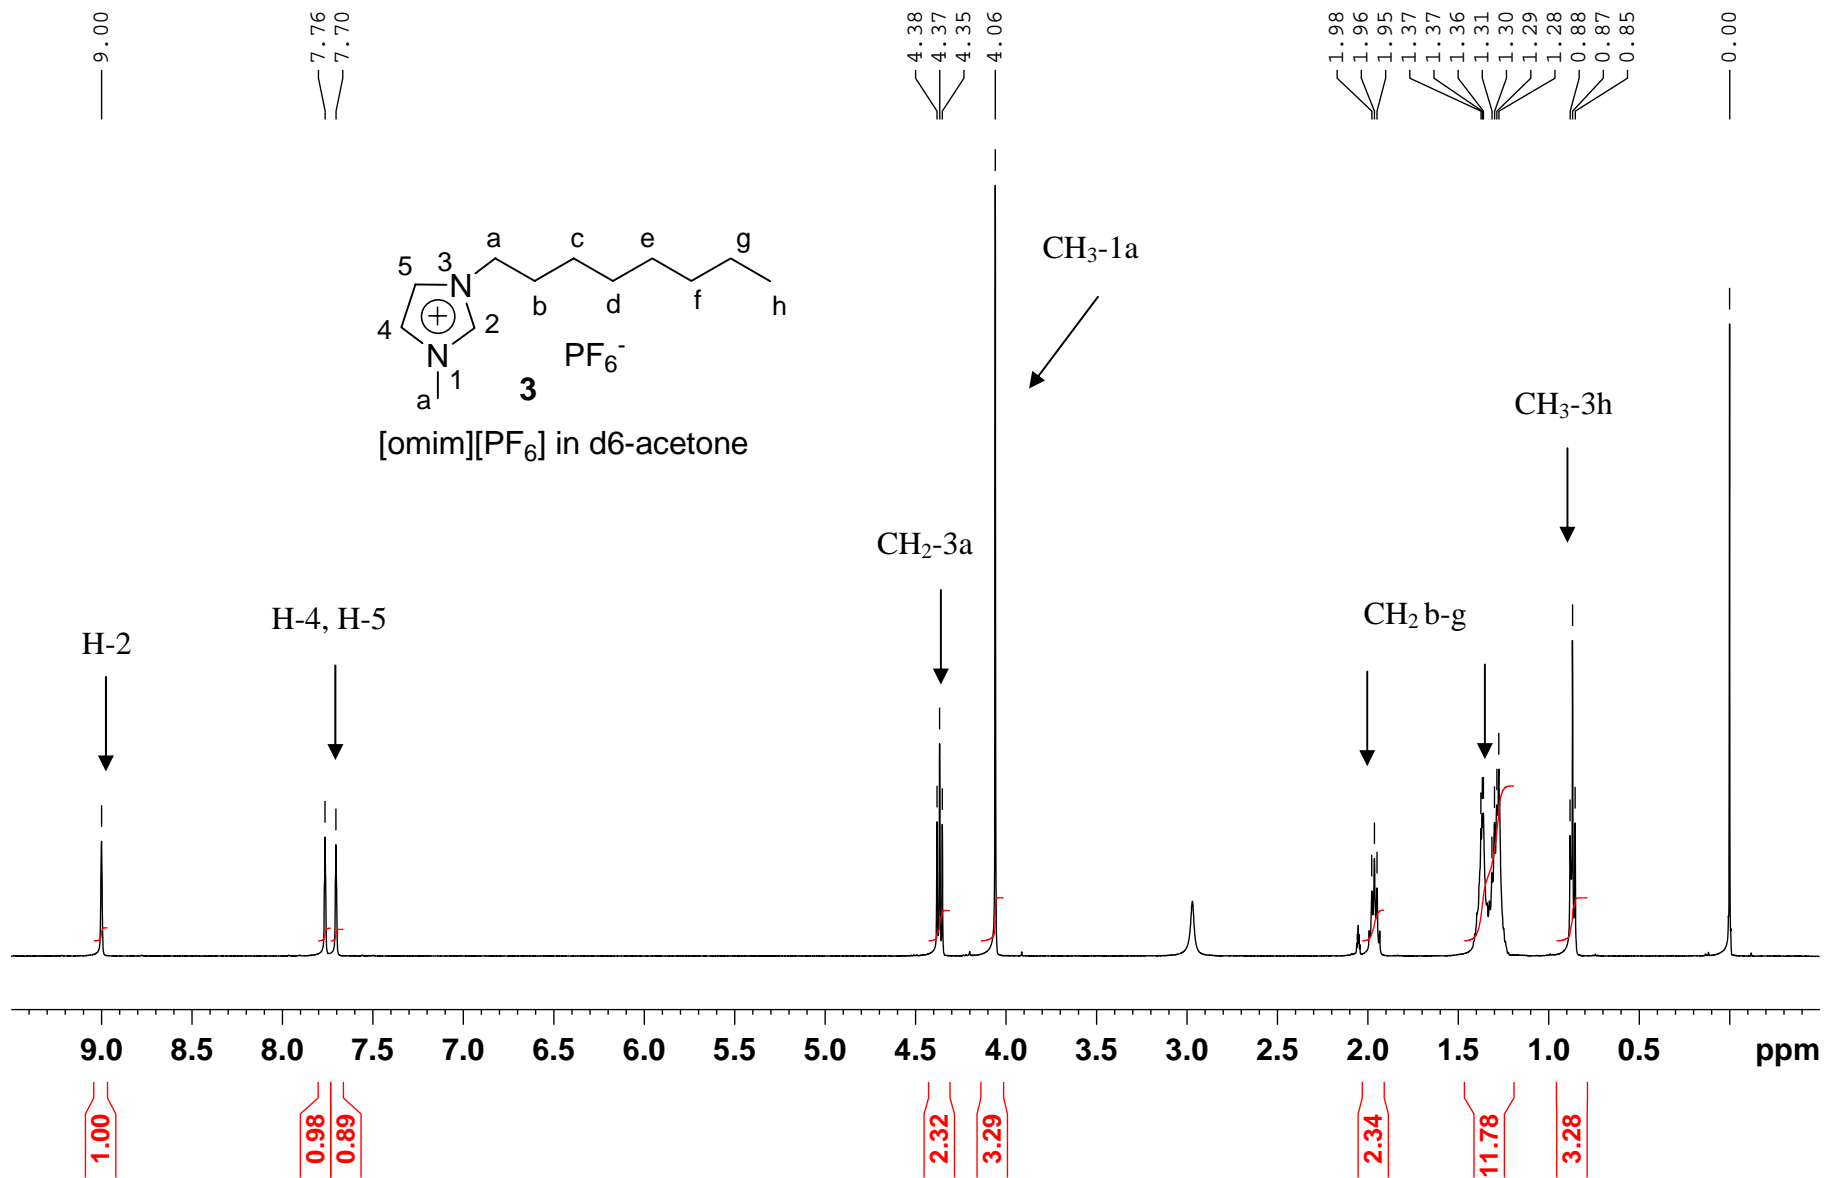 9.00
7.76
7.70
4.38
4.37
4.35
4.06
1.98
1.96
1.95
1.37
1.37
1.36
1.31
1.30
1.29
1.28
0.88
0.87
0.85
0.00
a c e g
5 3 N
b d f h
4 + 2
N 1
PF₆⁻
a 3
[omim][PF₆] in d6-acetone
CH₃-1a
CH₃-3h
CH₂-3a
H-2
H-4, H-5
CH₂ b-g
9.0 8.5 8.0 7.5 7.0 6.5 6.0 5.5 5.0 4.5 4.0 3.5 3.0 2.5 2.0 1.5 1.0 0.5 ppm
1.00
0.98
0.89
2.32
3.29
2.34
11.78
3.28